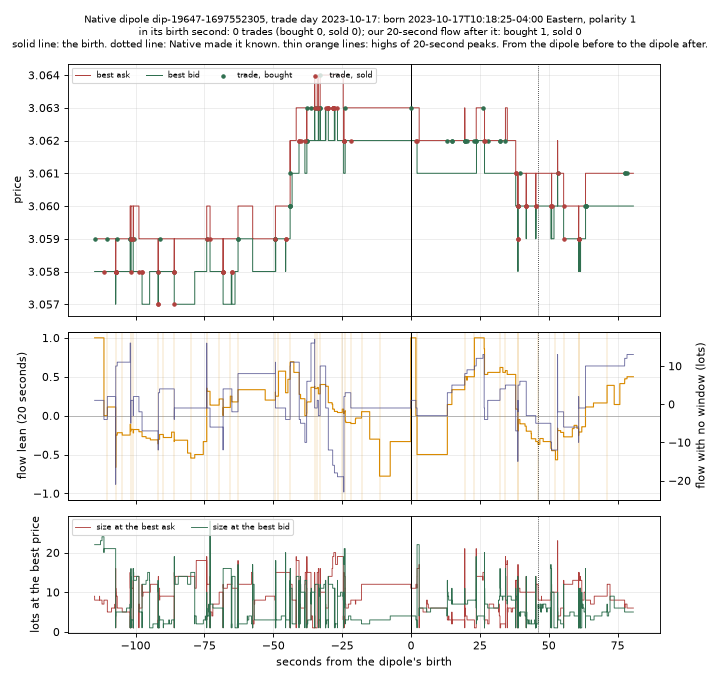 Native dipole dip-19647-1697552305, trade day 2023-10-17: born 2023-10-17T10:18:25-04:00 Eastern, polarity 1
in its birth second: 0 trades (bought 0, sold 0); our 20-second flow after it: bought 1, sold 0
solid line: the birth. dotted line: Native made it known. thin orange lines: highs of 20-second peaks. From the dipole before to the dipole after.
best ask
best bid
trade, bought
trade, sold
3.064
3.063
3.062
3.061
3.060
3.059
3.058
3.057
price
1.0
0.5
0.0
−0.5
−1.0
flow lean (20 seconds)
10
0
−10
−20
flow with no window (lots)
size at the best ask
size at the best bid
20
10
0
lots at the best price
−100
−75
−50
−25
0
25
50
75
seconds from the dipole's birth